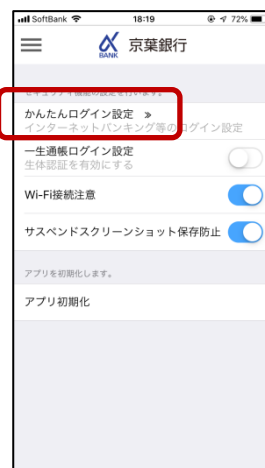 SoftBank 18:19 72%
BANK 京葉銀行
セキュリティ機能の設定を行います。
かんたんログイン設定 »
インターネットバンキング等のログイン設定
一生通帳ログイン設定
生体認証を有効にする
Wi-Fi接続注意
サスペンドスクリーンショット保存防止
アプリを初期化します。
アプリ初期化